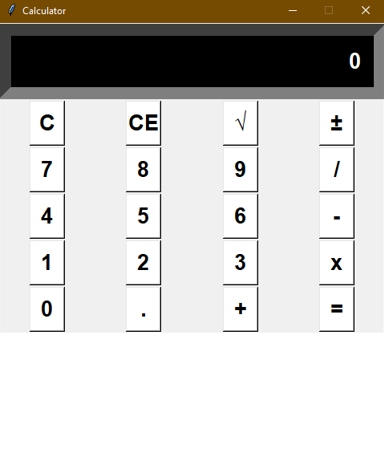 Calculator
0
C CE √ ±
7 8 9 /
4 5 6 -
1 2 3 x
0 . + =